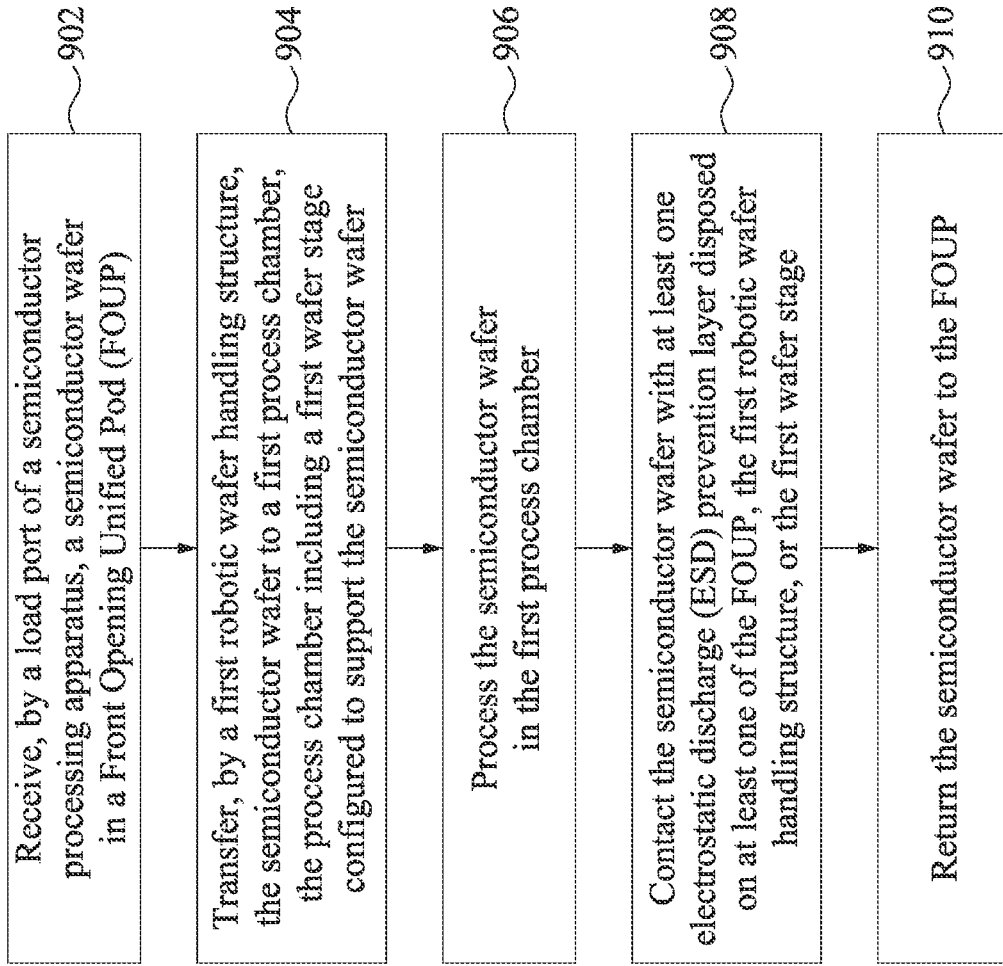 Receive, by a load port of a semiconductor
processing apparatus, a semiconductor wafer
in a Front Opening Unified Pod (FOUP)
902
Transfer, by a first robotic wafer handling structure,
the semiconductor wafer to a first process chamber,
the process chamber including a first wafer stage
configured to support the semiconductor wafer
904
Process the semiconductor wafer
in the first process chamber
906
Contact the semiconductor wafer with at least one
electrostatic discharge (ESD) prevention layer disposed
on at least one of the FOUP, the first robotic wafer
handling structure, or the first wafer stage
908
Return the semiconductor wafer to the FOUP
910